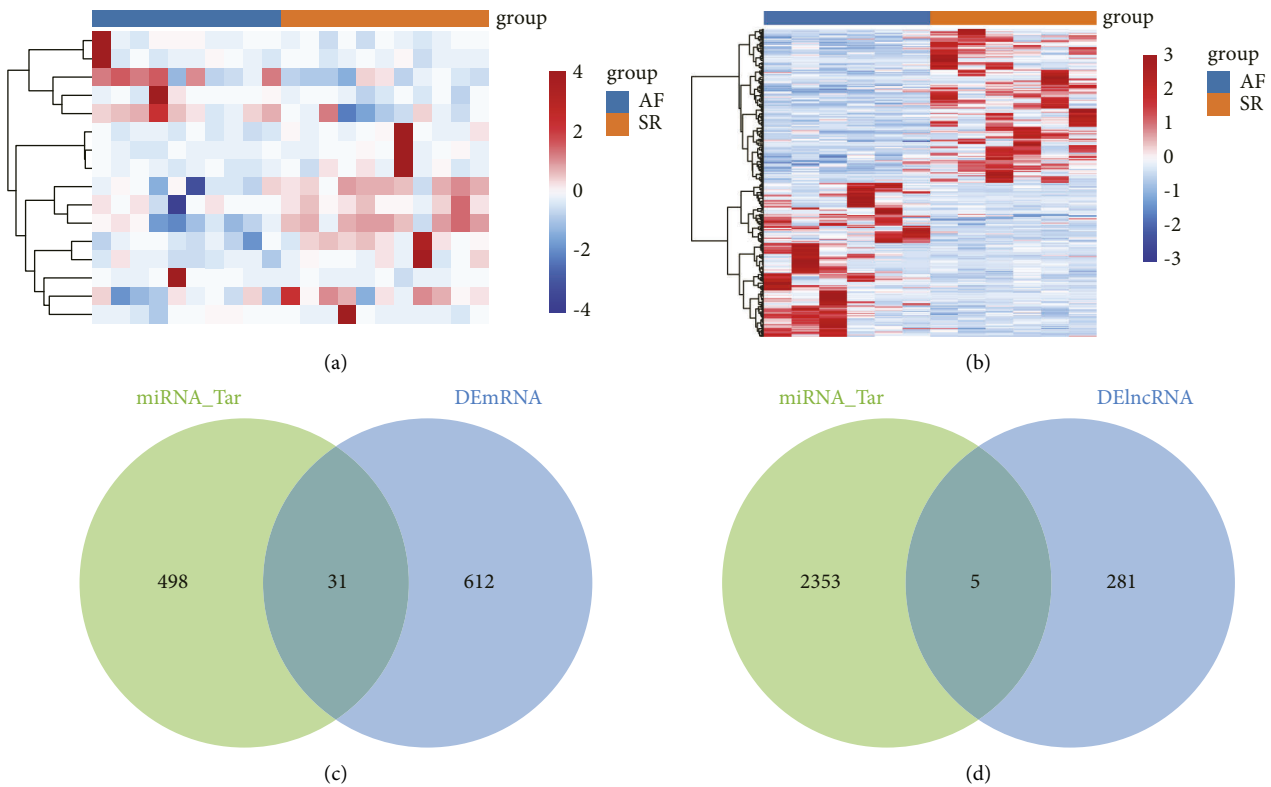 group
4
2
0
-2
-4
group
AF
SR
(a)
group
3
2
1
0
-1
-2
-3
group
AF
SR
(b)
miRNA_Tar
DEmRNA
498
31
612
(c)
miRNA_Tar
DElncRNA
2353
5
281
(d)